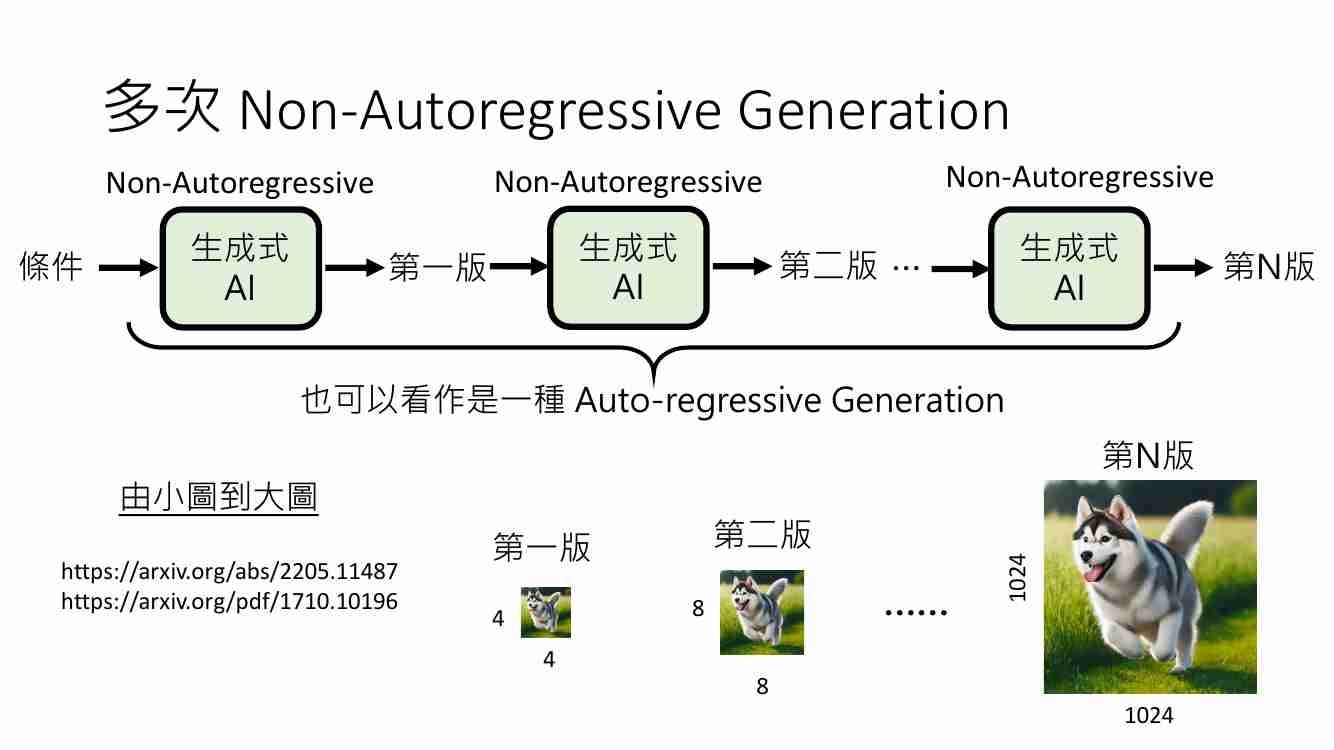 多次 Non-Autoregressive Generation
Non-Autoregressive
Non-Autoregressive
Non-Autoregressive
條件
生成式
AI
第一版
生成式
AI
第二版 …
生成式
AI
第N版
也可以看作是一種 Auto-regressive Generation
由小圖到大圖
https://arxiv.org/abs/2205.11487
https://arxiv.org/pdf/1710.10196
第一版
4
4
第二版
8
8
......
第N版
1024
1024